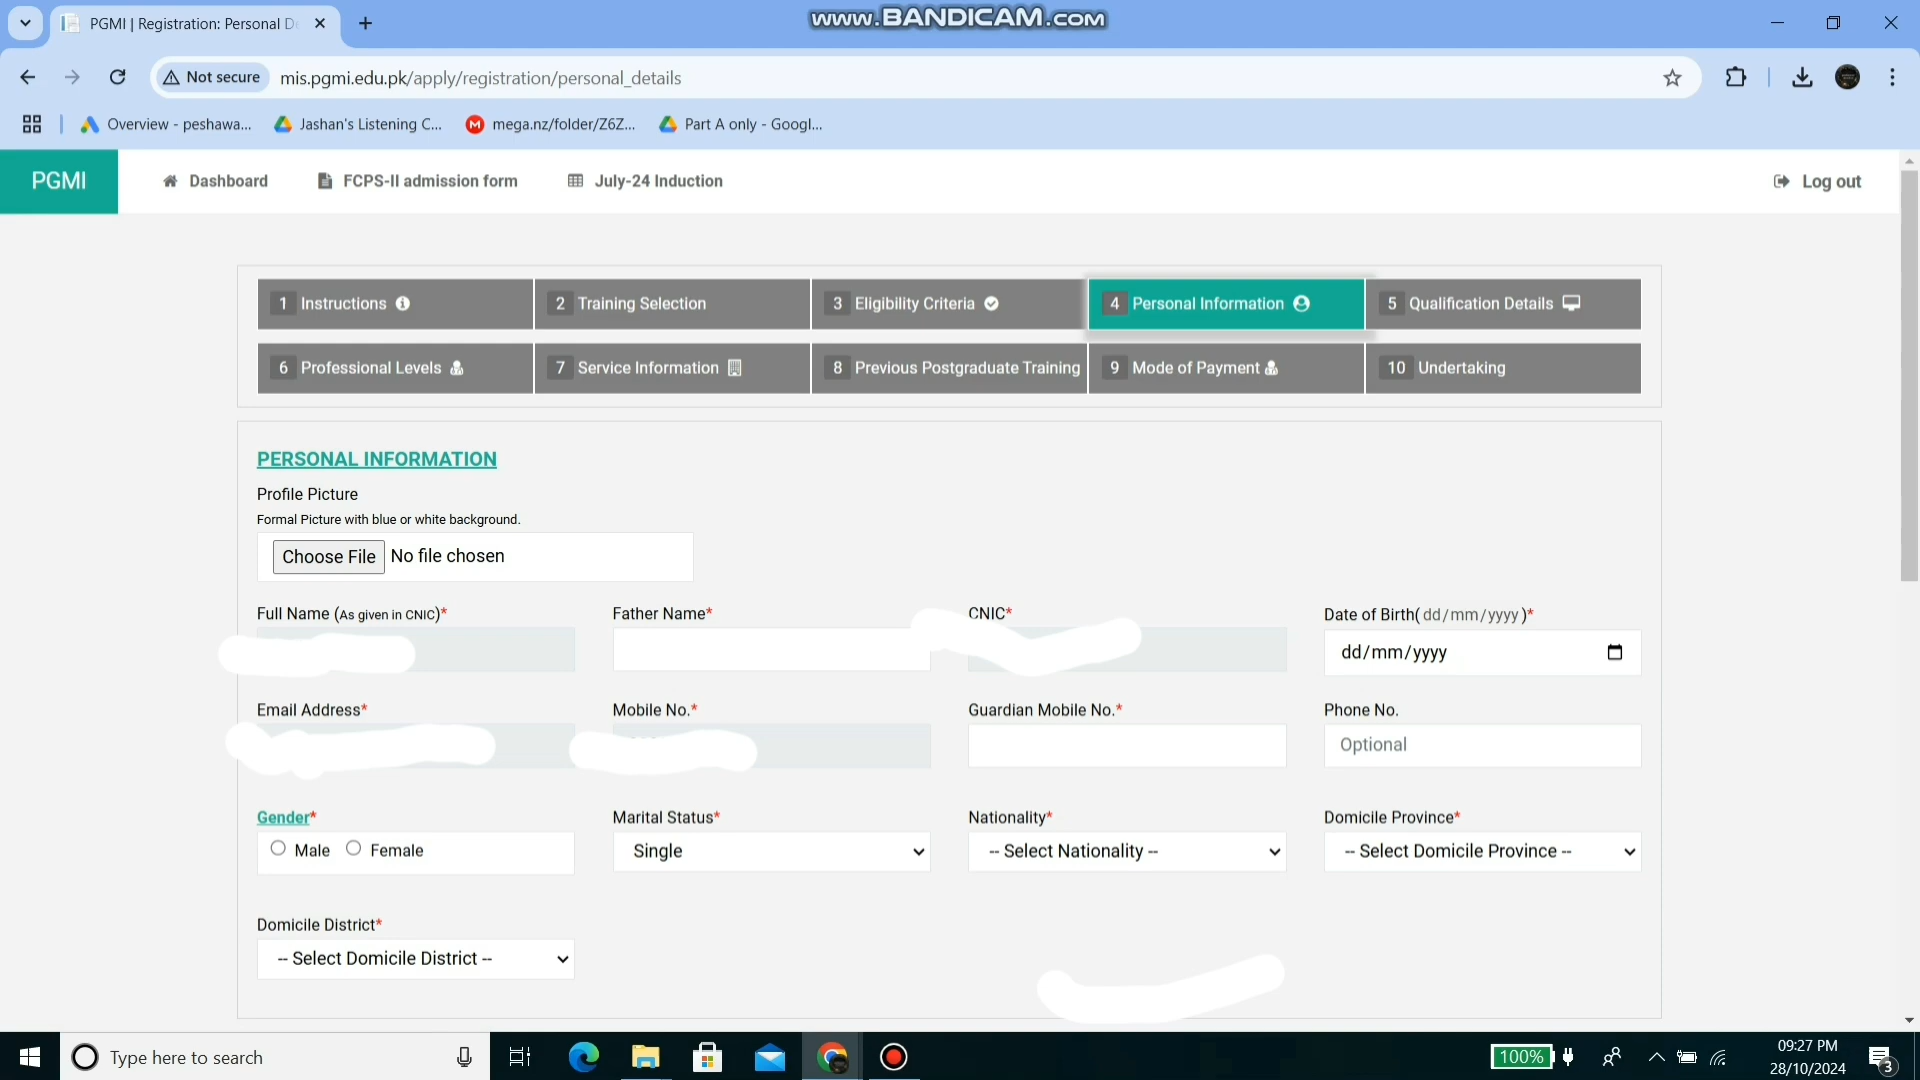 PGMI | Registration: Personal D
www.BANDICAM.com
Not secure
mis.pgmi.edu.pk/apply/registration/personal_details
Overview - peshawa...
Jashan's Listening C...
mega.nz/folder/Z6Z...
Part A only - Googl...
PGMI
Dashboard
FCPS-II admission form
July-24 Induction
Log out
1 Instructions
2 Training Selection
3 Eligibility Criteria
4 Personal Information
5 Qualification Details
6 Professional Levels
7 Service Information
8 Previous Postgraduate Training
9 Mode of Payment
10 Undertaking
PERSONAL INFORMATION
Profile Picture
Formal Picture with blue or white background.
Choose File No file chosen
Full Name (As given in CNIC)*
Father Name*
CNIC*
Date of Birth( dd/mm/yyyy )*
dd/mm/yyyy
Email Address*
Mobile No.*
Guardian Mobile No.*
Phone No.
Optional
Gender*
Marital Status*
Nationality*
Domicile Province*
Male
Female
Single
-- Select Nationality --
-- Select Domicile Province --
Domicile District*
-- Select Domicile District --
Type here to search
100%
09:27 PM
28/10/2024
3